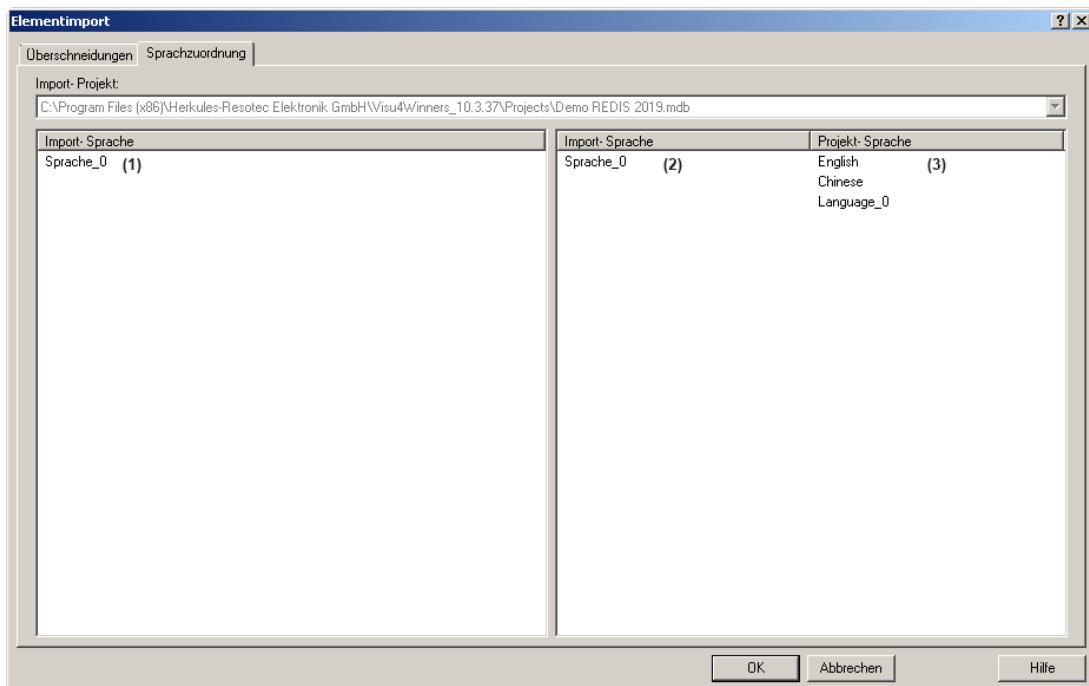 Elementimport
Überschneidungen Sprachzuordnung
Import- Projekt:
C:\Program Files (x86)\Herkules-Resotec Elektronik GmbH\Visu4Winners_10.3.37\Projects\Demo REDIS 2019.mdb
Import- Sprache Import- Sprache Projekt- Sprache
Sprache_0 (1) Sprache_0 (2) English (3)
Chinese
Language_0
OK Abbrechen Hilfe